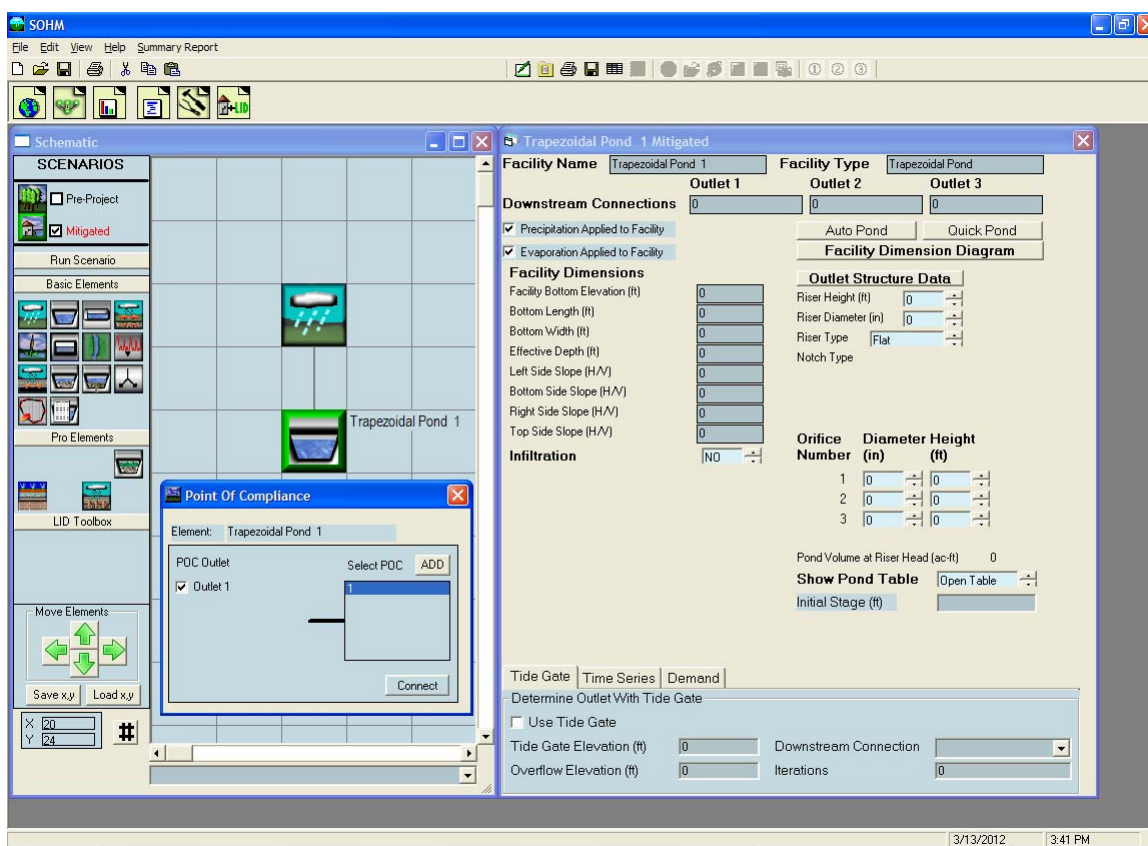 SOHM
File Edit View Help Summary Report
Schematic
SCENARIOS
Pre-Project
Mitigated
Run Scenario
Basic Elements
Pro Elements
LID Toolbox
Move Elements
Save x,y Load x,y
X 20
Y 24
#
Trapezoidal Pond 1
Point Of Compliance
Element: Trapezoidal Pond 1
POC Outlet Select POC ADD
Outlet 1 1
Connect
Trapezoidal Pond 1 Mitigated
Facility Name Trapezoidal Pond 1 Facility Type Trapezoidal Pond
Outlet 1 Outlet 2 Outlet 3
Downstream Connections 0 0 0
Precipitation Applied to Facility Auto Pond Quick Pond
Evaporation Applied to Facility Facility Dimension Diagram
Facility Dimensions Outlet Structure Data
Facility Bottom Elevation (ft) 0 Riser Height (ft) 0
Bottom Length (ft) 0 Riser Diameter (in) 0
Bottom Width (ft) 0 Riser Type Flat
Effective Depth (ft) 0 Notch Type
Left Side Slope (H/V) 0
Bottom Side Slope (H/V) 0
Right Side Slope (H/V) 0
Top Side Slope (H/V) 0
Infiltration NO
Orifice Diameter Height
Number (in) (ft)
1 0 0
2 0 0
3 0 0
Pond Volume at Riser Head (ac-ft) 0
Show Pond Table Open Table
Initial Stage (ft)
Tide Gate Time Series Demand
Determine Outlet With Tide Gate
Use Tide Gate
Tide Gate Elevation (ft) 0 Downstream Connection
Overflow Elevation (ft) 0 Iterations 0
3/13/2012 3:41 PM
+LID
1 2 3